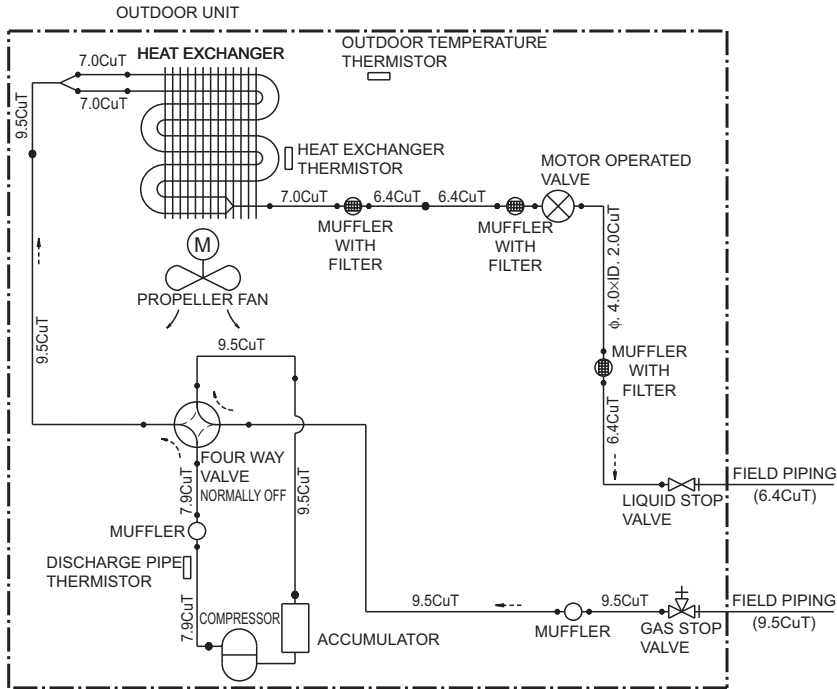 OUTDOOR UNIT
7.0CuT
HEAT EXCHANGER
OUTDOOR TEMPERATURE
THERMISTOR
7.0CuT
9.5CuT
HEAT EXCHANGER
THERMISTOR
MOTOR OPERATED
VALVE
7.0CuT
6.4CuT
6.4CuT
MUFFLER
WITH
FILTER
MUFFLER
WITH
FILTER
M
PROPELLER FAN
ϕ. 4.0×ID. 2.0CuT
9.5CuT
9.5CuT
MUFFLER
WITH
FILTER
6.4CuT
FOUR WAY
VALVE
NORMALLY OFF
7.9CuT
9.5CuT
FIELD PIPING
(6.4CuT)
LIQUID STOP
VALVE
MUFFLER
DISCHARGE PIPE
THERMISTOR
7.9CuT
COMPRESSOR
ACCUMULATOR
9.5CuT
9.5CuT
FIELD PIPING
(9.5CuT)
MUFFLER
GAS STOP
VALVE